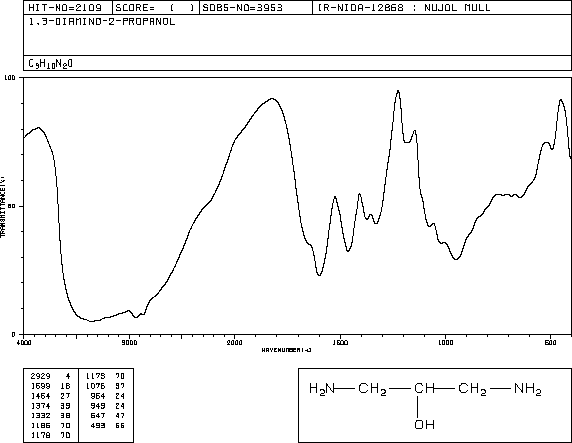 HIT-NO=2109 SCORE= ( ) SDBS-NO=3953 IR-NIDA-12868 : NUJOL MULL
1,3-DIAMINO-2-PROPANOL
C3H10N2O
100
TRANSMITTANCE(%)
50
0
4000 3000 2000 1500 1000 500
WAVENUMBER(-1)
2929 4 1175 70
1599 16 1076 37
1464 27 964 24
1374 39 949 24
1332 38 647 47
1186 70 493 66
1178 70
H2N CH2 CH CH2 NH2
OH